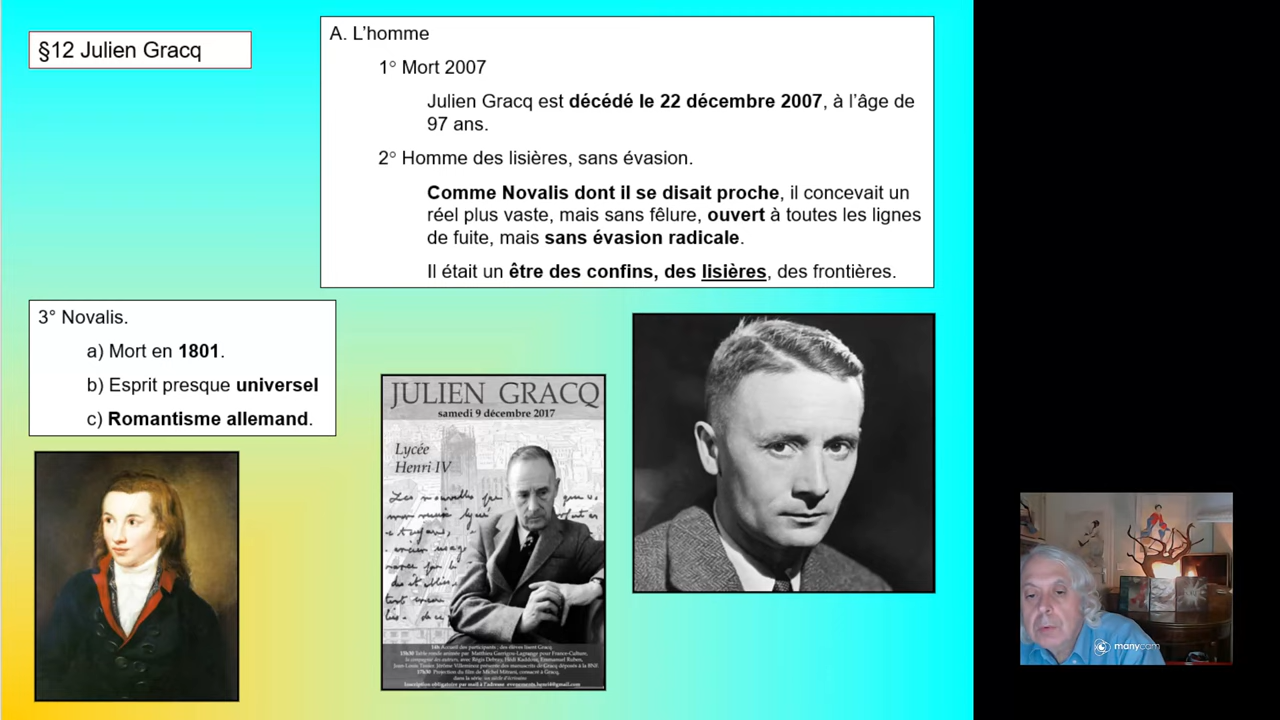 §12 Julien Gracq
A. L'homme
1° Mort 2007
Julien Gracq est décédé le 22 décembre 2007, à l'âge de
97 ans.
2° Homme des lisières, sans évasion.
Comme Novalis dont il se disait proche, il concevait un
réel plus vaste, mais sans fêlure, ouvert à toutes les lignes
de fuite, mais sans évasion radicale.
Il était un être des confins, des lisières, des frontières.
3° Novalis.
a) Mort en 1801.
b) Esprit presque universel
c) Romantisme allemand.
JULIEN GRACQ
samedi 9 décembre 2017
Lycée
Henri IV
manycam